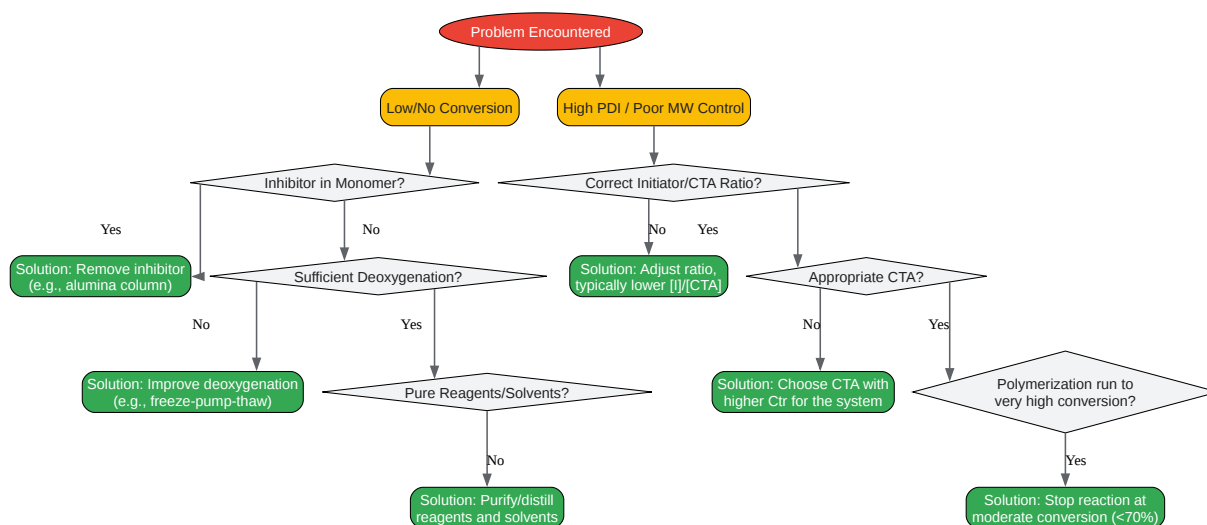 Problem Encountered
Low/No Conversion
High PDI / Poor MW Control
Inhibitor in Monomer?
Correct Initiator/CTA Ratio?
Yes
No
No
Yes
Solution: Remove inhibitor
(e.g., alumina column)
Sufficient Deoxygenation?
Solution: Adjust ratio,
typically lower [I]/[CTA]
Appropriate CTA?
No
Yes
No
Yes
Solution: Improve deoxygenation
(e.g., freeze-pump-thaw)
Pure Reagents/Solvents?
Solution: Choose CTA with
higher Ctr for the system
Polymerization run to
very high conversion?
No
Yes
Solution: Purify/distill
reagents and solvents
Solution: Stop reaction at
moderate conversion (<70%)